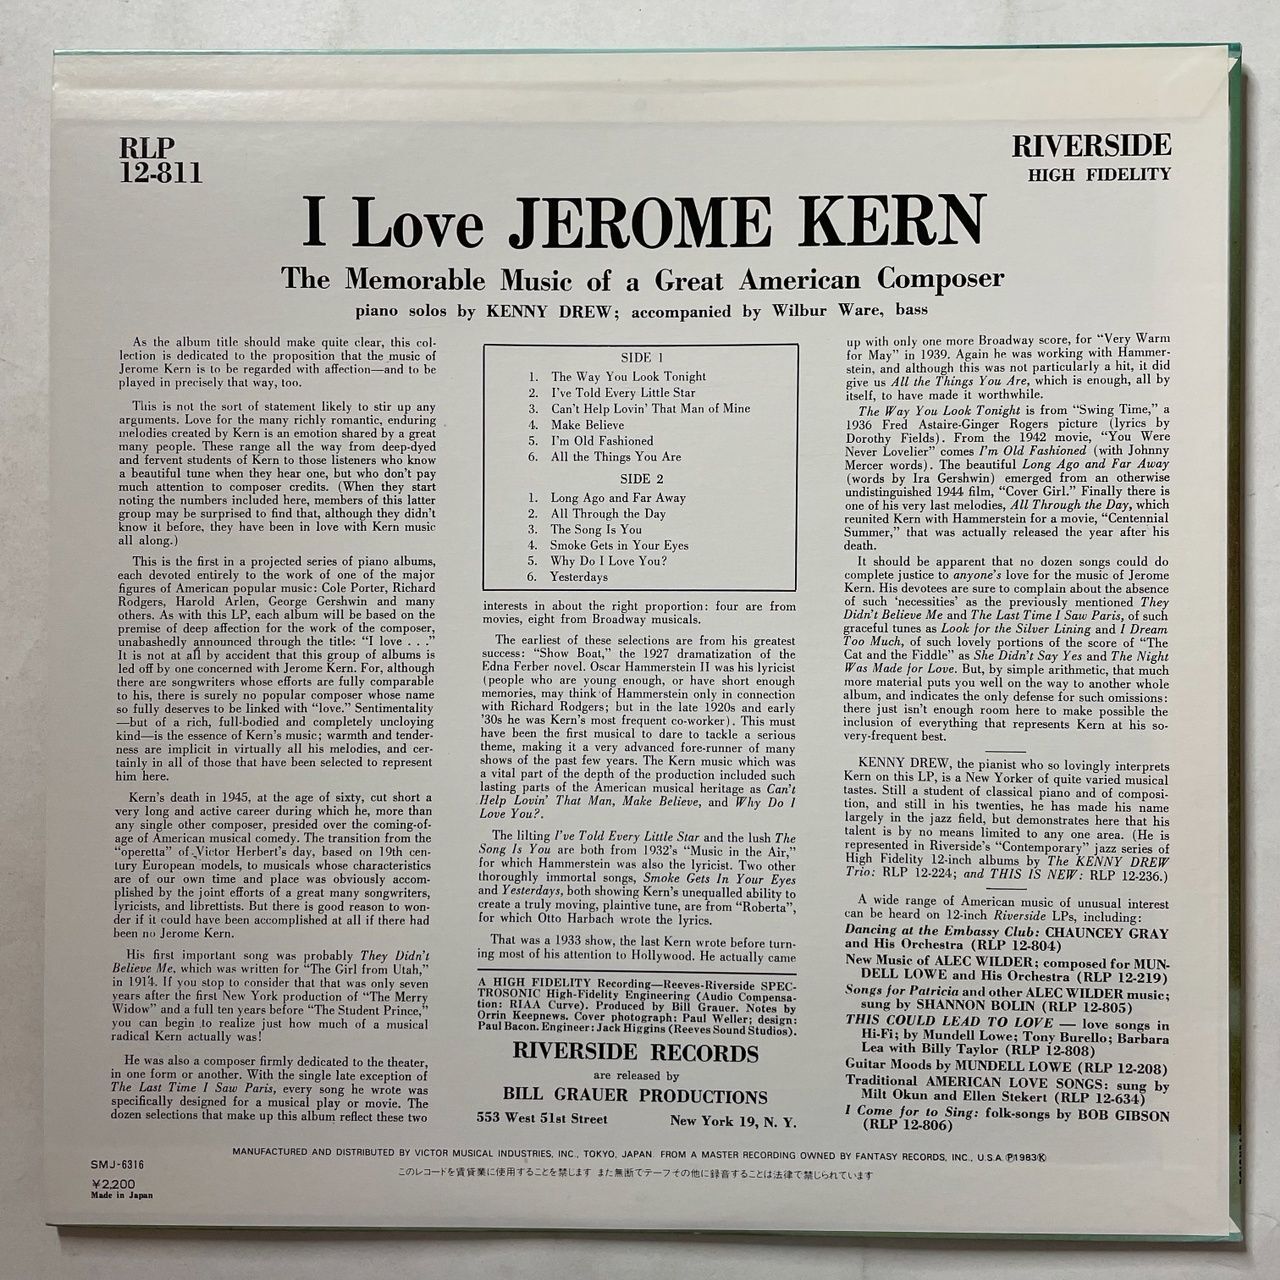 RLP
12-811
RIVERSIDE
HIGH FIDELITY
I Love JEROME KERN
The Memorable Music of a Great American Composer
piano solos by KENNY DREW; accompanied by Wilbur Ware, bass
As the album title should make quite clear, this col-
lection is dedicated to the proposition that the music of
Jerome Kern is to be regarded with affection—and to be
played in precisely that way, too.
This is not the sort of statement likely to stir up any
arguments. Love for the many richly romantic, enduring
melodies created by Kern is an emotion shared by a great
many people. These range all the way from deep-dyed
and fervent students of Kern to those listeners who know
a beautiful tune when they hear one, but who don't pay
much attention to composer credits. (When they start
noting the numbers included here, members of this latter
group may be surprised to find that, although they didn't
know it before, they have been in love with Kern music
all along.)
This is the first in a projected series of piano albums,
each devoted entirely to the work of one of the major
figures of American popular music: Cole Porter, Richard
Rodgers, Harold Arlen, George Gershwin and many
others. As with this LP, each album will be based on the
premise of deep affection for the work of the composer,
unabashedly announced through the title: "I love . . ."
It is not at all by accident that this group of albums is
led off by one concerned with Jerome Kern. For, although
there are songwriters whose efforts are fully comparable
to his, there is surely no popular composer whose name
so fully deserves to be linked with "love." Sentimentality
—but of a rich, full-bodied and completely uncloying
kind—is the essence of Kern's music; warmth and tender-
ness are implicit in virtually all his melodies, and cer-
tainly in all of those that have been selected to represent
him here.
Kern's death in 1945, at the age of sixty, cut short a
very long and active career during which he, more than
any single other composer, presided over the coming-of-
age of American musical comedy. The transition from the
"operetta" of Victor Herbert's day, based on 19th cen-
tury European models, to musicals whose characteristics
are of our own time and place was obviously accom-
plished by the joint efforts of a great many songwriters,
lyricists, and librettists. But there is good reason to won-
der if it could have been accomplished at all if there had
been no Jerome Kern.
His first important song was probably They Didn't
Believe Me, which was written for "The Girl from Utah,"
in 1914. If you stop to consider that that was only seven
years after the first New York production of "The Merry
Widow" and a full ten years before "The Student Prince,"
you can begin to realize just how much of a musical
radical Kern actually was!
He was also a composer firmly dedicated to the theater,
in one form or another. With the single late exception of
The Last Time I Saw Paris, every song he wrote was
specifically designed for a musical play or movie. The
dozen selections that make up this album reflect these two
SIDE 1
1. The Way You Look Tonight
2. I've Told Every Little Star
3. Can't Help Lovin' That Man of Mine
4. Make Believe
5. I'm Old Fashioned
6. All the Things You Are
SIDE 2
1. Long Ago and Far Away
2. All Through the Day
3. The Song Is You
4. Smoke Gets in Your Eyes
5. Why Do I Love You?
6. Yesterdays
interests in about the right proportion: four are from
movies, eight from Broadway musicals.
The earliest of these selections are from his greatest
success: "Show Boat," the 1927 dramatization of the
Edna Ferber novel. Oscar Hammerstein II was his lyricist
(people who are young enough, or have short enough
memories, may think of Hammerstein only in connection
with Richard Rodgers; but in the late 1920s and early
'30s he was Kern's most frequent co-worker). This must
have been the first musical to dare to tackle a serious
theme, making it a very advanced fore-runner of many
shows of the past few years. The Kern music which was
a vital part of the depth of the production included such
lasting parts of the American musical heritage as Can't
Help Lovin' That Man, Make Believe, and Why Do I
Love You?.
The lilting I've Told Every Little Star and the lush The
Song Is You are both from 1932's "Music in the Air,"
for which Hammerstein was also the lyricist. Two other
thoroughly immortal songs, Smoke Gets In Your Eyes
and Yesterdays, both showing Kern's unequalled ability to
create a truly moving, plaintive tune, are from "Roberta",
for which Otto Harbach wrote the lyrics.
That was a 1933 show, the last Kern wrote before turn-
ing most of his attention to Hollywood. He actually came
A HIGH FIDELITY Recording—Reeves-Riverside SPEC-
TROSONIC High-Fidelity Engineering (Audio Compensa-
tion: RIAA Curve). Produced by Bill Grauer. Notes by
Orrin Keepnews. Cover photograph: Paul Weller; design:
Paul Bacon. Engineer: Jack Higgins (Reeves Sound Studios).
RIVERSIDE RECORDS
are released by
BILL GRAUER PRODUCTIONS
553 West 51st Street New York 19, N. Y.
up with only one more Broadway score, for "Very Warm
for May" in 1939. Again he was working with Hammer-
stein, and although this was not particularly a hit, it did
give us All the Things You Are, which is enough, all by
itself, to have made it worthwhile.
The Way You Look Tonight is from "Swing Time," a
1936 Fred Astaire-Ginger Rogers picture (lyrics by
Dorothy Fields). From the 1942 movie, "You Were
Never Lovelier" comes I'm Old Fashioned (with Johnny
Mercer words). The beautiful Long Ago and Far Away
(words by Ira Gershwin) emerged from an otherwise
undistinguished 1944 film, "Cover Girl." Finally there is
one of his very last melodies, All Through the Day, which
reunited Kern with Hammerstein for a movie, "Centennial
Summer," that was actually released the year after his
death.
It should be apparent that no dozen songs could do
complete justice to anyone's love for the music of Jerome
Kern. His devotees are sure to complain about the absence
of such 'necessities' as the previously mentioned They
Didn't Believe Me and The Last Time I Saw Paris, of such
graceful tunes as Look for the Silver Lining and I Dream
Too Much, of such lovely portions of the score of "The
Cat and the Fiddle" as She Didn't Say Yes and The Night
Was Made for Love. But, by simple arithmetic, that much
more material puts you well on the way to another whole
album, and indicates the only defense for such omissions:
there just isn't enough room here to make possible the
inclusion of everything that represents Kern at his so-
very-frequent best.
KENNY DREW, the pianist who so lovingly interprets
Kern on this LP, is a New Yorker of quite varied musical
tastes. Still a student of classical piano and of composi-
tion, and still in his twenties, he has made his name
largely in the jazz field, but demonstrates here that his
talent is by no means limited to any one area. (He is
represented in Riverside's "Contemporary" jazz series of
High Fidelity 12-inch albums by The KENNY DREW
Trio: RLP 12-224; and THIS IS NEW: RLP 12-236.)
A wide range of American music of unusual interest
can be heard on 12-inch Riverside LPs, including:
Dancing at the Embassy Club: CHAUNCEY GRAY
and His Orchestra (RLP 12-804)
New Music of ALEC WILDER; composed for MUN-
DELL LOWE and His Orchestra (RLP 12-219)
Songs for Patricia and other ALEC WILDER music;
sung by SHANNON BOLIN (RLP 12-805)
THIS COULD LEAD TO LOVE — love songs in
Hi-Fi; by Mundell Lowe; Tony Burello; Barbara
Lea with Billy Taylor (RLP 12-808)
Guitar Moods by MUNDELL LOWE (RLP 12-208)
Traditional AMERICAN LOVE SONGS: sung by
Milt Okun and Ellen Stekert (RLP 12-634)
I Come for to Sing: folk-songs by BOB GIBSON
(RLP 12-806)
MANUFACTURED AND DISTRIBUTED BY VICTOR MUSICAL INDUSTRIES, INC., TOKYO, JAPAN. FROM A MASTER RECORDING OWNED BY FANTASY RECORDS, INC., U.S.A. Ⓟ1983Ⓚ
このレコードを賃貸業に使用することを禁じます また無断でテープその他に録音することは法律で禁じられています
SMJ-6316
¥2,200
Made in Japan